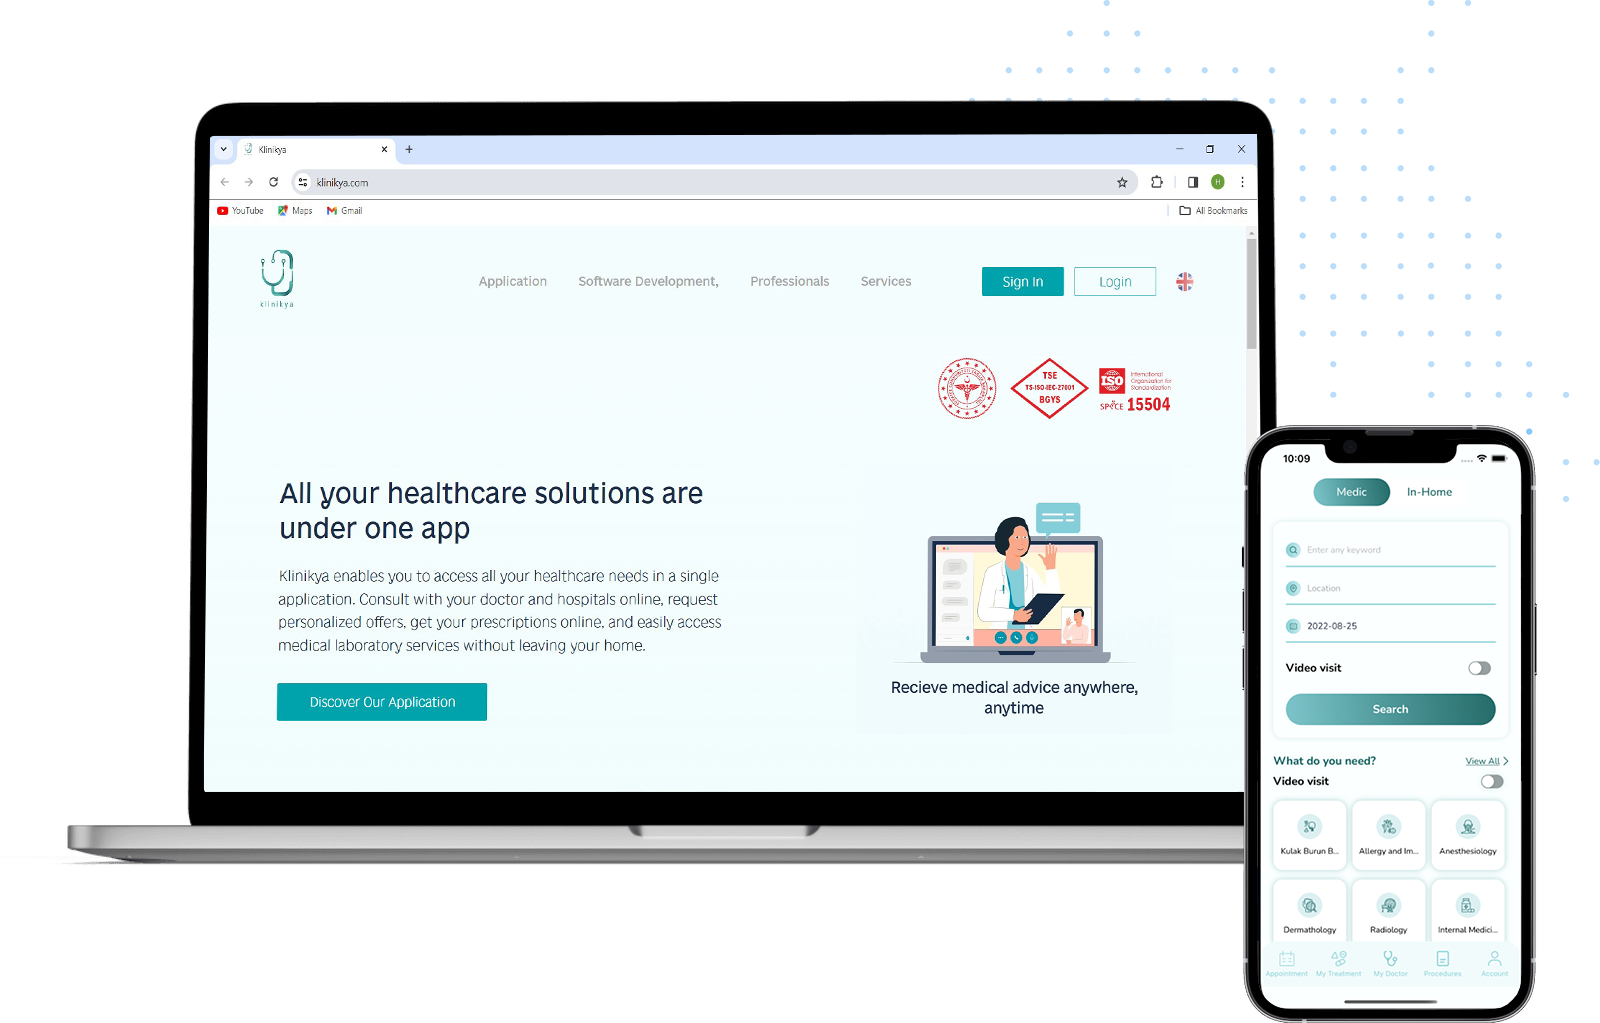 Klinikya
klinikya.com
YouTube
Maps
Gmail
All Bookmarks
klinikya
Application
Software Development,
Professionals
Services
Sign In
Login
TSE
TS-ISO-IEC-27001
BGYS
ISO
International
Organization for
Standardization
SPICE 15504
All your healthcare solutions are
under one app
Klinikya enables you to access all your healthcare needs in a single
application. Consult with your doctor and hospitals online, request
personalized offers, get your prescriptions online, and easily access
medical laboratory services without leaving your home.
Discover Our Application
Recieve medical advice anywhere,
anytime
10:09
Medic
In-Home
Enter any keyword
Location
2022-08-25
Video visit
Search
What do you need?
View All
Video visit
Kulak Burun B...
Allergy and Im...
Anesthesiology
Dermathology
Radiology
Internal Medici...
Appointment
My Treatment
My Doctor
Procedures
Account